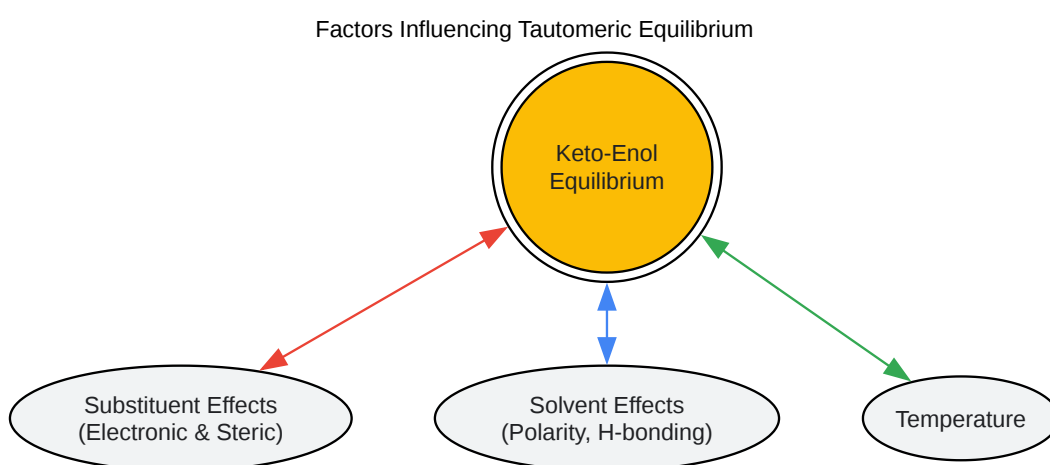 Factors Influencing Tautomeric Equilibrium
Keto-Enol
Equilibrium
Substituent Effects
(Electronic & Steric)
Solvent Effects
(Polarity, H-bonding)
Temperature